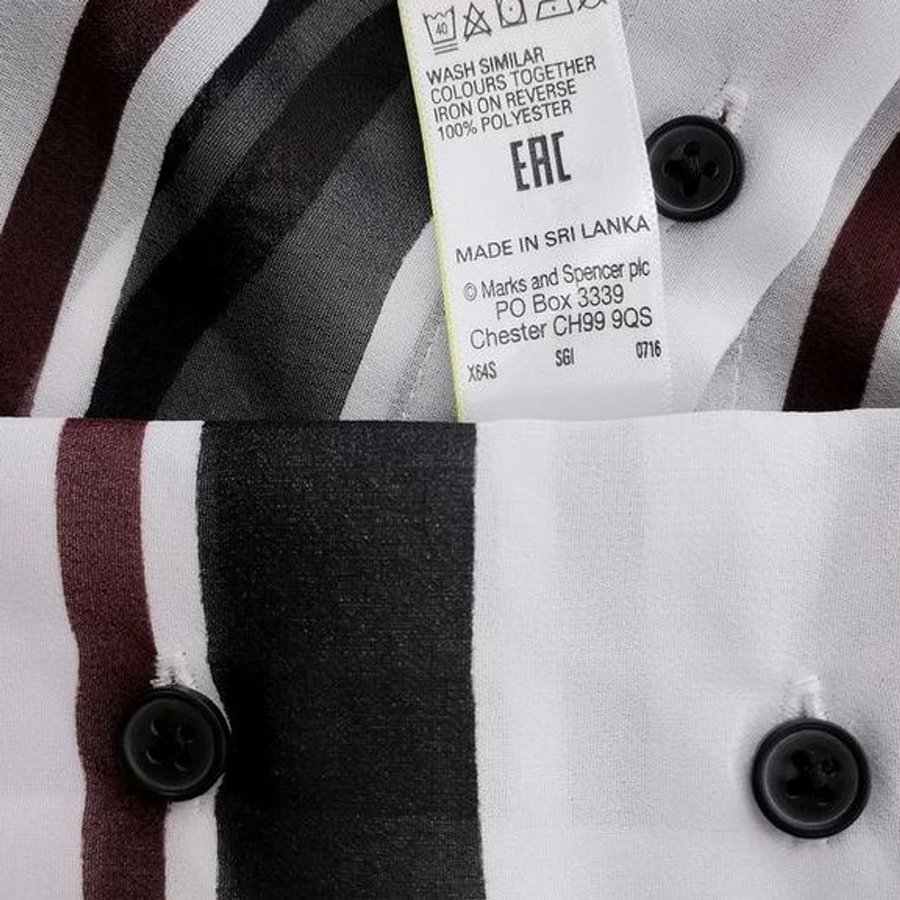 40
WASH SIMILAR
COLOURS TOGETHER
IRON ON REVERSE
100% POLYESTER
EAC
MADE IN SRI LANKA
© Marks and Spencer plc
PO Box 3339
Chester CH99 9QS
X64S SGI 0716